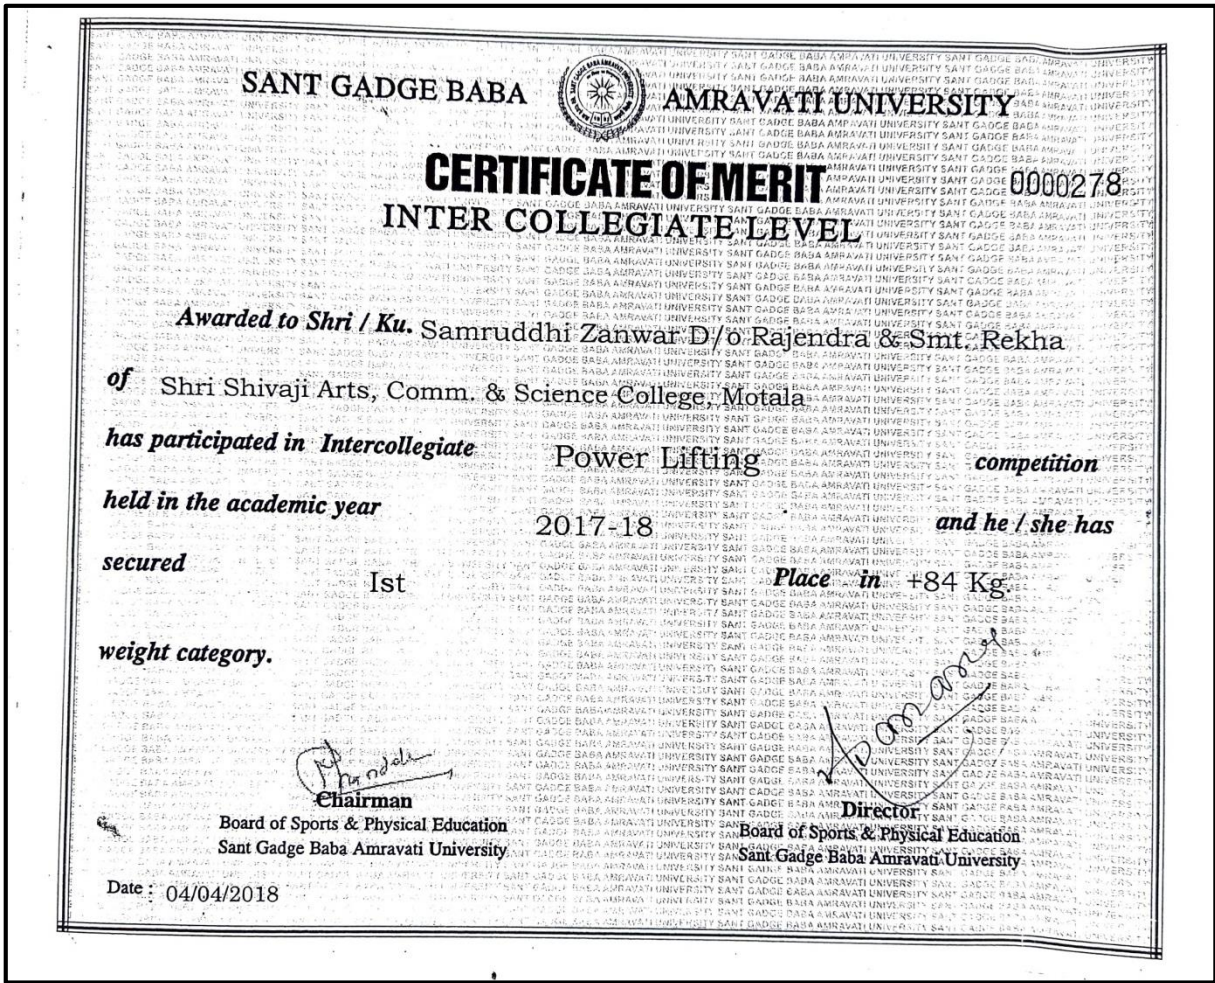 SANT GADGE BABA AMRAVATI UNIVERSITY
CERTIFICATE OF MERIT 0000278
INTER COLLEGIATE LEVEL
Awarded to Shri / Ku. Samruddhi Zanwar D/o Rajendra & Smt. Rekha
of Shri Shivaji Arts, Comm. & Science College, Motala
has participated in Intercollegiate Power Lifting competition
held in the academic year 2017-18 and he / she has
secured Ist Place in +84 Kg.
weight category.
Chairman
Board of Sports & Physical Education
Sant Gadge Baba Amravati University
Director
Board of Sports & Physical Education
Sant Gadge Baba Amravati University
Date : 04/04/2018